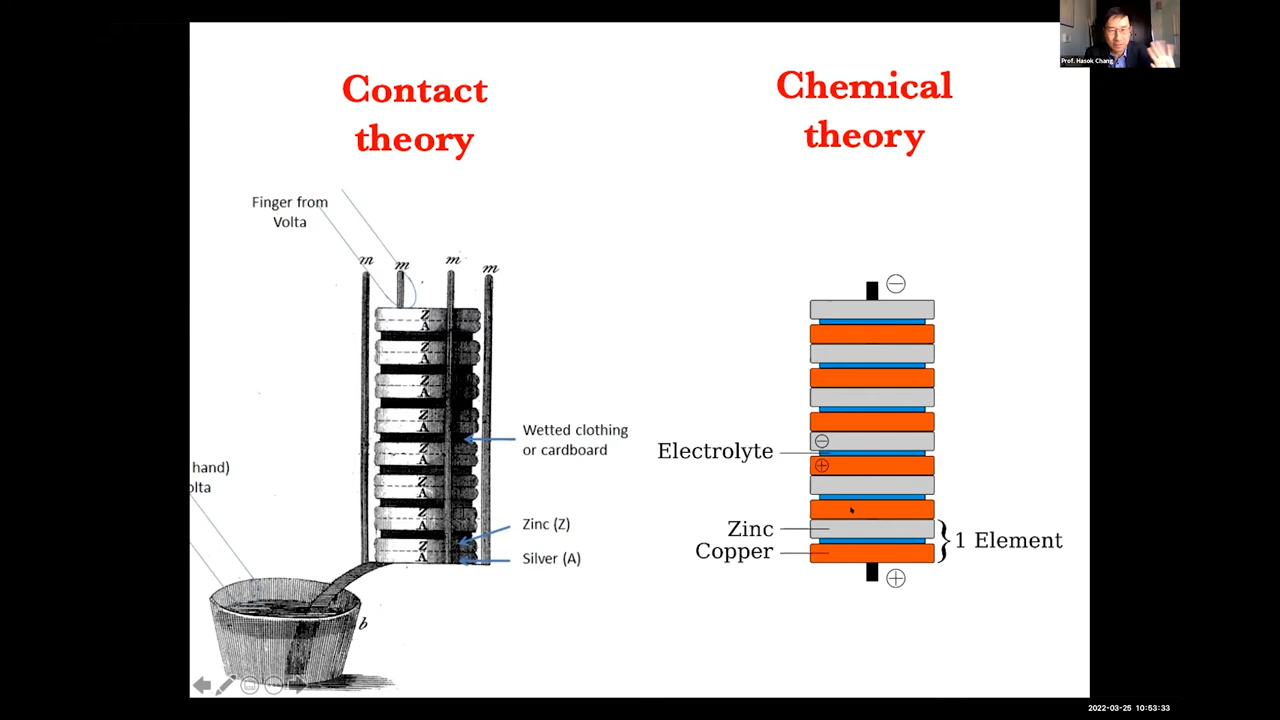 Prof. Hasok Chang
Contact
theory
Chemical
theory
Finger from
Volta
m
m
m
m
Z
A
Z
A
Z
A
Z
A
Z
A
Z
A
Z
A
Z
A
Wetted clothing
or cardboard
hand)
olta
Zinc (Z)
Silver (A)
b
−
−
+
Electrolyte
Zinc
Copper
1 Element
+
2022-03-25 10:53:33